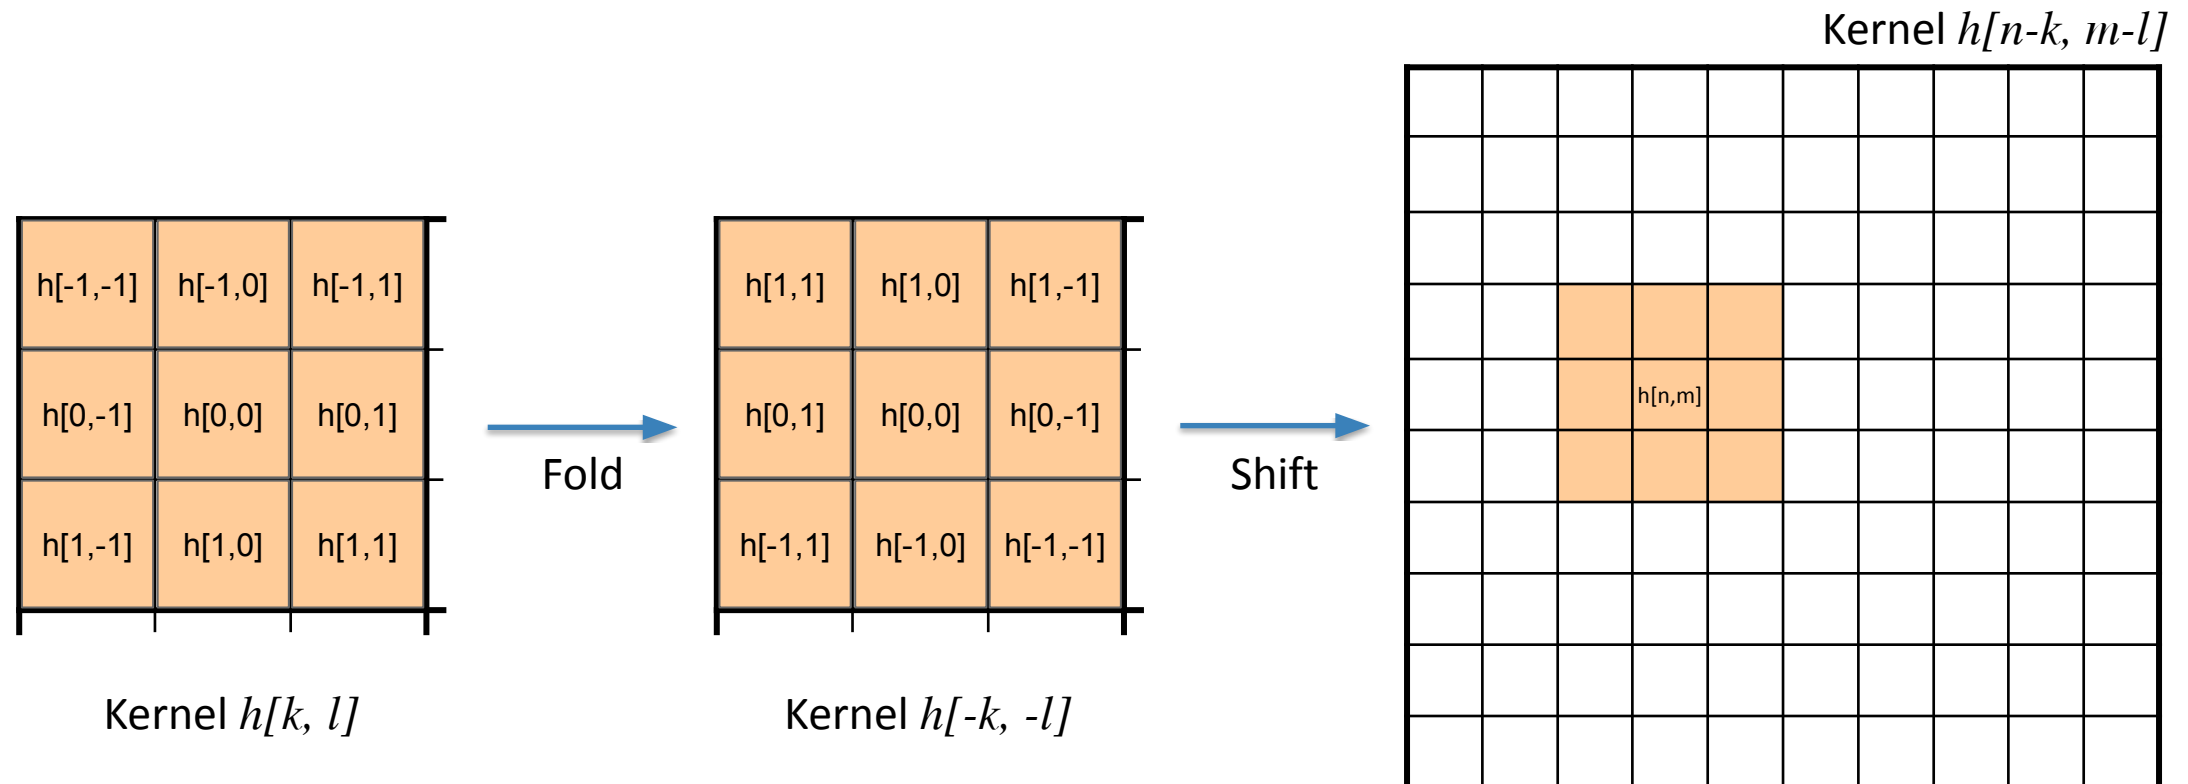 Kernel h[n-k, m-l]
h[-1,-1] h[-1,0] h[-1,1]
h[0,-1] h[0,0] h[0,1]
h[1,-1] h[1,0] h[1,1]
Kernel h[k, l]
Fold
h[1,1] h[1,0] h[1,-1]
h[0,1] h[0,0] h[0,-1]
h[-1,1] h[-1,0] h[-1,-1]
Kernel h[-k, -l]
Shift
h[n,m]